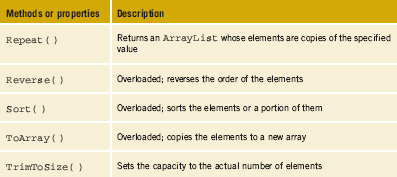 Methods or properties Description
Repeat() Returns an ArrayList whose elements are copies of the specified
value
Reverse() Overloaded; reverses the order of the elements
Sort() Overloaded; sorts the elements or a portion of them
ToArray() Overloaded; copies the elements to a new array
TrimToSize() Sets the capacity to the actual number of elements